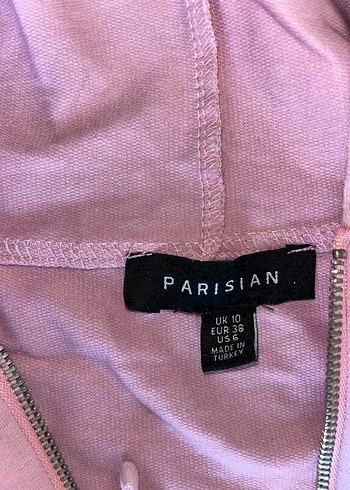 PARISIAN
UK 10
EUR 38
US 6
MADE IN
TURKEY